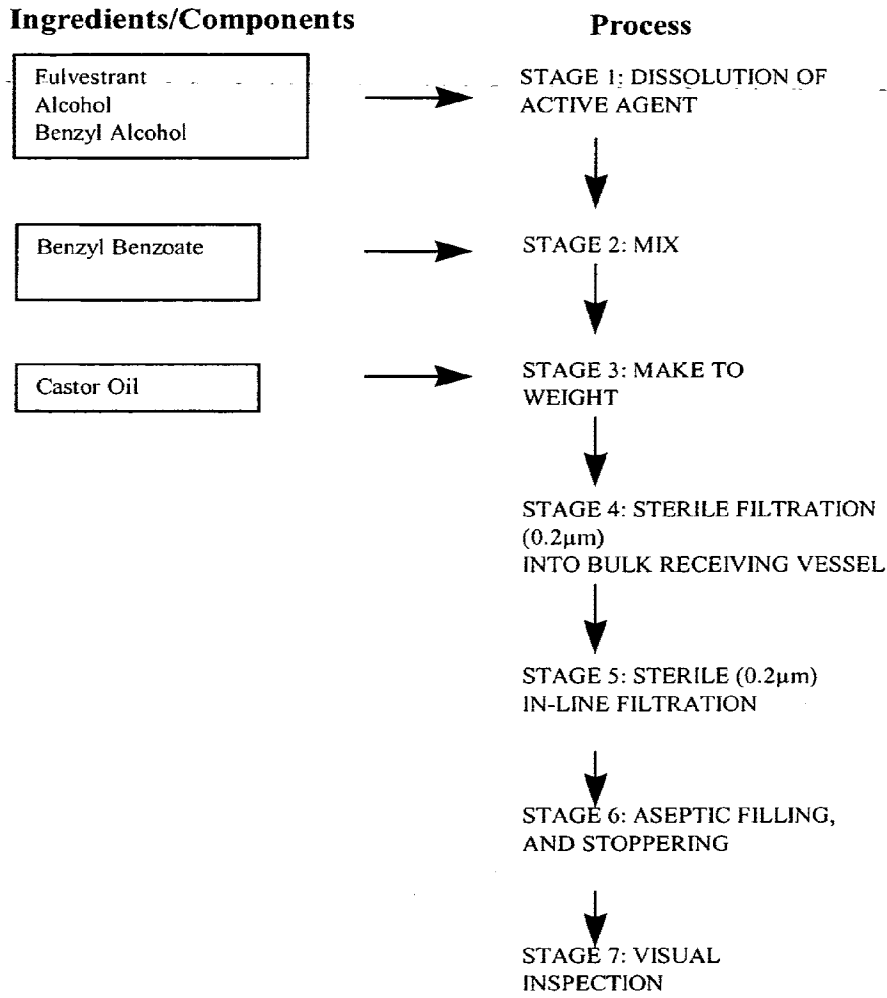 Ingredients/Components
Process
Fulvestrant
Alcohol
Benzyl Alcohol
STAGE 1: DISSOLUTION OF
ACTIVE AGENT
Benzyl Benzoate
STAGE 2: MIX
Castor Oil
STAGE 3: MAKE TO
WEIGHT
STAGE 4: STERILE FILTRATION
(0.2µm)
INTO BULK RECEIVING VESSEL
STAGE 5: STERILE (0.2µm)
IN-LINE FILTRATION
STAGE 6: ASEPTIC FILLING,
AND STOPPERING
STAGE 7: VISUAL
INSPECTION